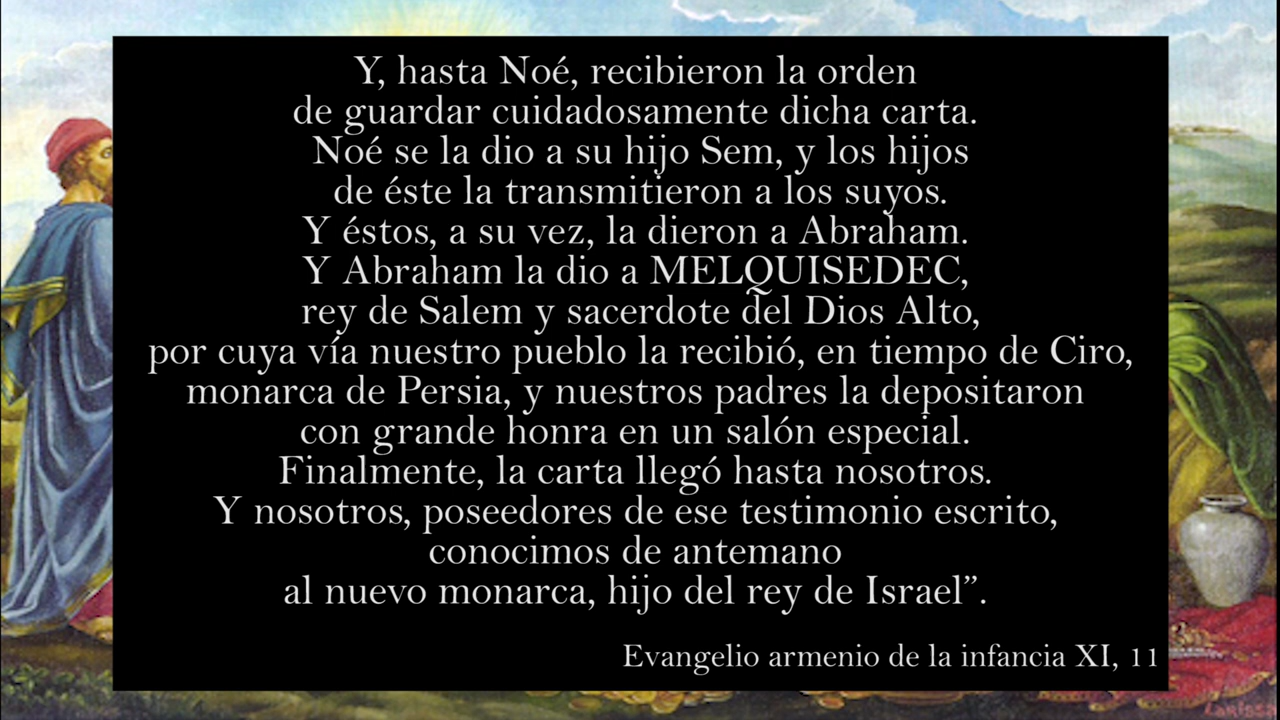 Y, hasta Noé, recibieron la orden
de guardar cuidadosamente dicha carta.
Noé se la dio a su hijo Sem, y los hijos
de éste la transmitieron a los suyos.
Y éstos, a su vez, la dieron a Abraham.
Y Abraham la dio a MELQUISEDEC,
rey de Salem y sacerdote del Dios Alto,
por cuya vía nuestro pueblo la recibió, en tiempo de Ciro,
monarca de Persia, y nuestros padres la depositaron
con grande honra en un salón especial.
Finalmente, la carta llegó hasta nosotros.
Y nosotros, poseedores de ese testimonio escrito,
conocimos de antemano
al nuevo monarca, hijo del rey de Israel”.
Evangelio armenio de la infancia XI, 11